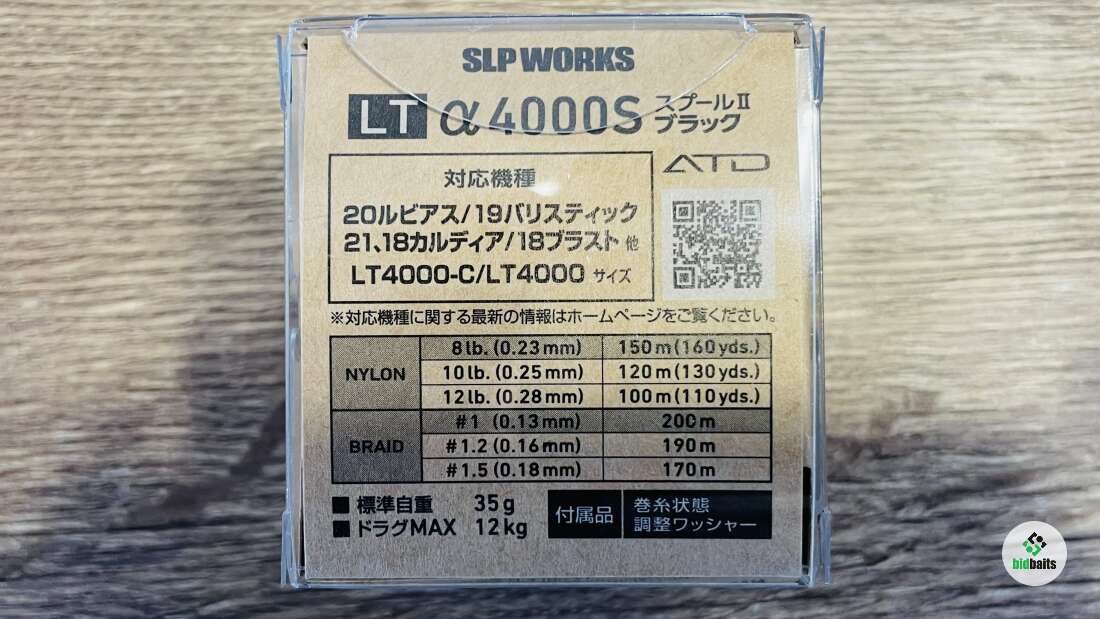 SLP WORKS
LT α4000S スプールⅡ
ブラック
ATD
対応機種
20ルビアス/19バリスティック
21、18カルディア/18ブラスト 他
LT4000-C/LT4000 サイズ
※対応機種に関する最新の情報はホームページをご覧ください。
NYLON
8lb. (0.23mm) 150m(160yds.)
10lb. (0.25mm) 120m(130yds.)
12lb. (0.28mm) 100m(110yds.)
BRAID
#1 (0.13mm) 200m
#1.2 (0.16mm) 190m
#1.5 (0.18mm) 170m
■標準自重 35g
■ドラグMAX 12kg
付属品 巻糸状態
調整ワッシャー
bidbaits